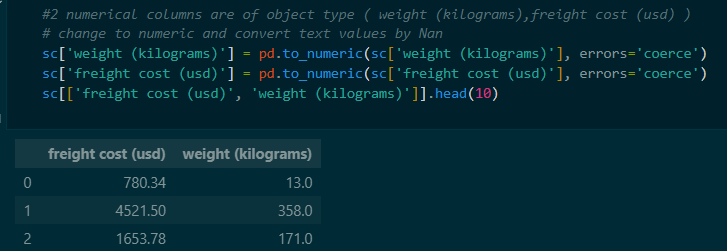 #2 numerical columns are of object type ( weight (kilograms),freight cost (usd) )
# change to numeric and convert text values by Nan
sc['weight (kilograms)'] = pd.to_numeric(sc['weight (kilograms)'], errors='coerce')
sc['freight cost (usd)'] = pd.to_numeric(sc['freight cost (usd)'], errors='coerce')
sc[['freight cost (usd)', 'weight (kilograms)']].head(10)
freight cost (usd) weight (kilograms)
0 780.34 13.0
1 4521.50 358.0
2 1653.78 171.0